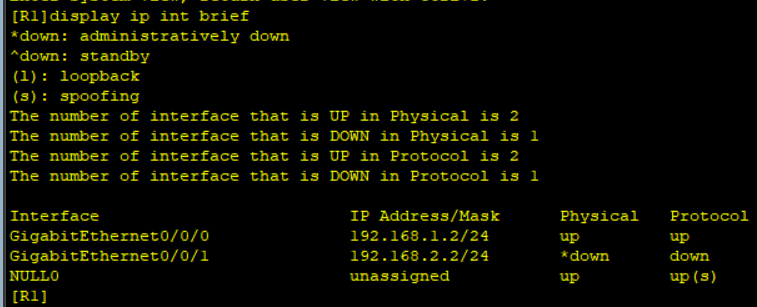 [R1]display ip int brief
*down: administratively down
^down: standby
(l): loopback
(s): spoofing
The number of interface that is UP in Physical is 2
The number of interface that is DOWN in Physical is 1
The number of interface that is UP in Protocol is 2
The number of interface that is DOWN in Protocol is 1
Interface IP Address/Mask Physical Protocol
GigabitEthernet0/0/0 192.168.1.2/24 up up
GigabitEthernet0/0/1 192.168.2.2/24 *down down
NULL0 unassigned up up(s)
[R1]